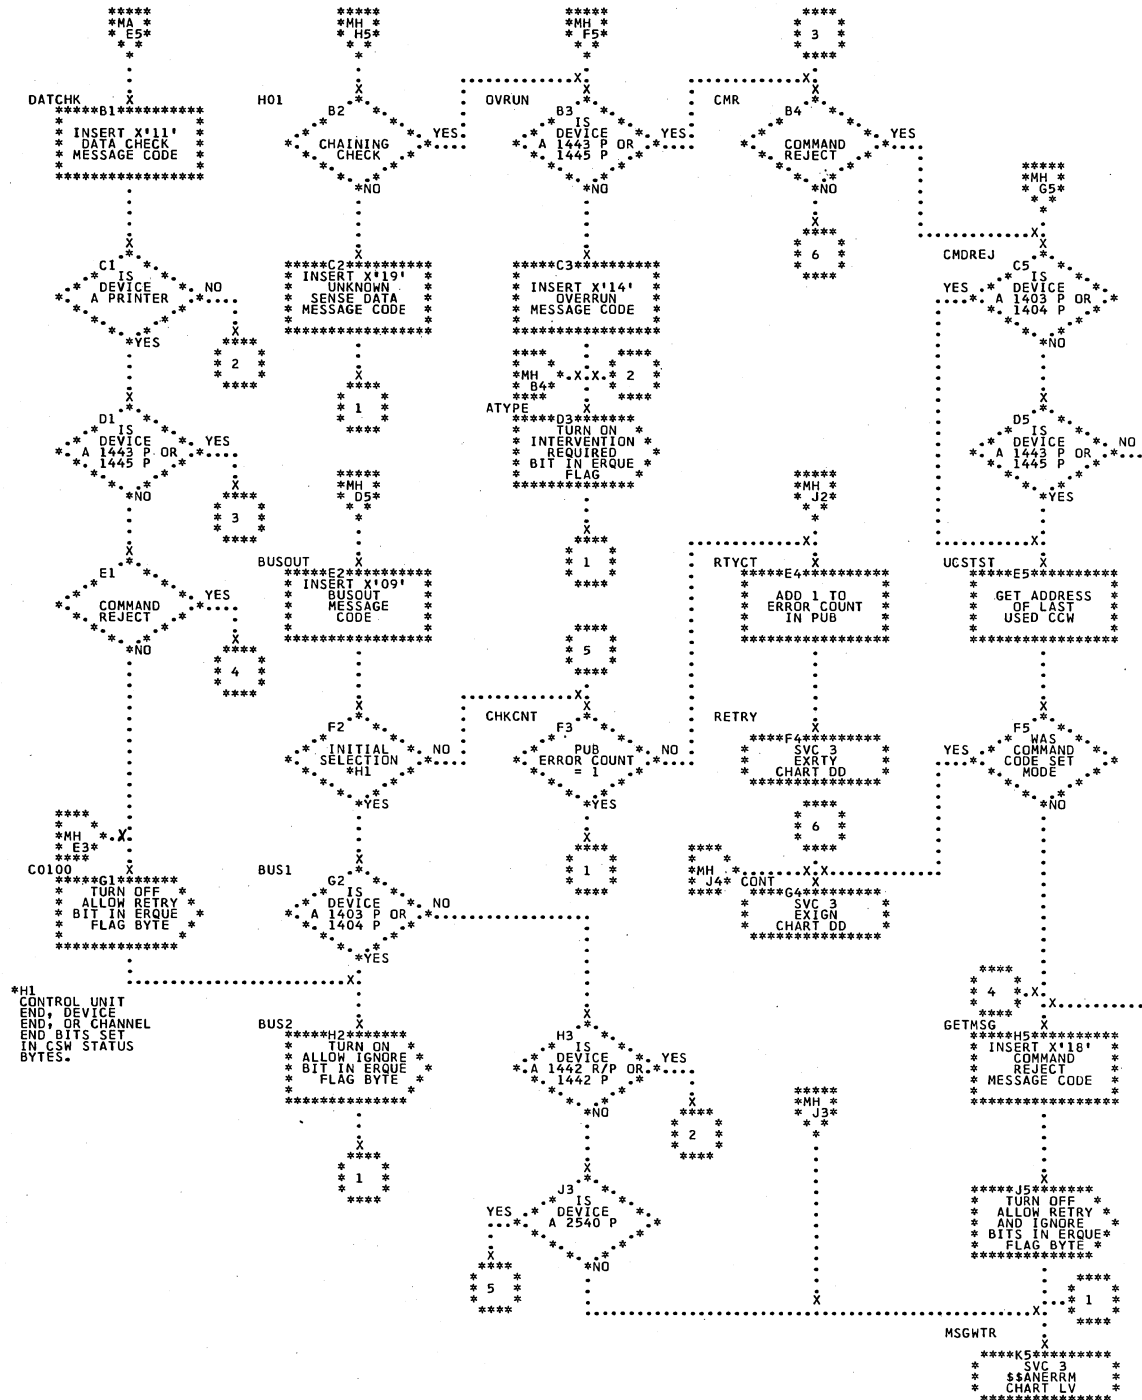 *MA E5*
*MH H5*
*MH F5*
3
DATCHK
B1
INSERT X'11'
DATA CHECK
MESSAGE CODE
H01
B2
CHAINING
CHECK
YES
NO
OVRUN
B3
IS
DEVICE
A 1443 P OR
1445 P
YES
NO
CMR
B4
COMMAND
REJECT
YES
NO
6
*MH G5*
C1
IS
DEVICE
A PRINTER
NO
YES
2
C2
INSERT X'19'
UNKNOWN
SENSE DATA
MESSAGE CODE
1
C3
INSERT X'14'
OVERRUN
MESSAGE CODE
*MH B4*
2
CMDREJ
C5
IS
DEVICE
A 1403 P OR
1404 P
YES
NO
D1
IS
DEVICE
A 1443 P OR
1445 P
YES
NO
3
*MH D5*
ATYPE
D3
TURN ON
INTERVENTION
REQUIRED
BIT IN ERQUE
FLAG
1
*MH J2*
D5
IS
DEVICE
A 1443 P OR
1445 P
NO
YES
E1
COMMAND
REJECT
YES
NO
4
BUSOUT
E2
INSERT X'09'
BUSOUT
MESSAGE
CODE
5
RTYCT
E4
ADD 1 TO
ERROR COUNT
IN PUB
UCSTST
E5
GET ADDRESS
OF LAST
USED CCW
F2
INITIAL
SELECTION
*H1
NO
YES
CHKCNT
F3
PUB
ERROR COUNT
= 1
NO
YES
1
RETRY
F4
SVC 3
EXRTY
CHART DD
6
F5
WAS
COMMAND
CODE SET
MODE
YES
NO
*MH E3*
C0100
G1
TURN OFF
ALLOW RETRY
BIT IN ERQUE
FLAG BYTE
BUS1
G2
IS
DEVICE
A 1403 P OR
1404 P
NO
YES
*MH J4*
CONT
G4
SVC 3
EXIGN
CHART DD
*H1
CONTROL UNIT
END, DEVICE
END, OR CHANNEL
END BITS SET
IN CSW STATUS
BYTES.
BUS2
H2
TURN ON
ALLOW IGNORE
BIT IN ERQUE
FLAG BYTE
1
H3
IS
DEVICE
A 1442 R/P OR
1442 P
YES
NO
2
*MH J3*
4
GETMSG
H5
INSERT X'18'
COMMAND
REJECT
MESSAGE CODE
J3
IS
DEVICE
A 2540 P
YES
NO
5
J5
TURN OFF
ALLOW RETRY
AND IGNORE
BITS IN ERQUE
FLAG BYTE
1
MSGWTR
K5
SVC 3
$$ANERRM
CHART LV